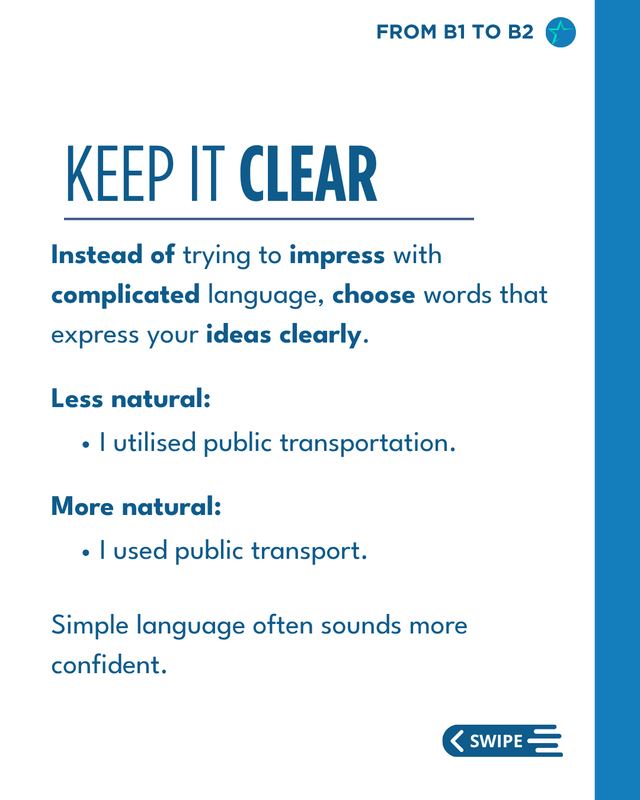 FROM B1 TO B2
KEEP IT CLEAR
Instead of trying to impress with
complicated language, choose words that
express your ideas clearly.
Less natural:
• I utilised public transportation.
More natural:
• I used public transport.
Simple language often sounds more
confident.
SWIPE